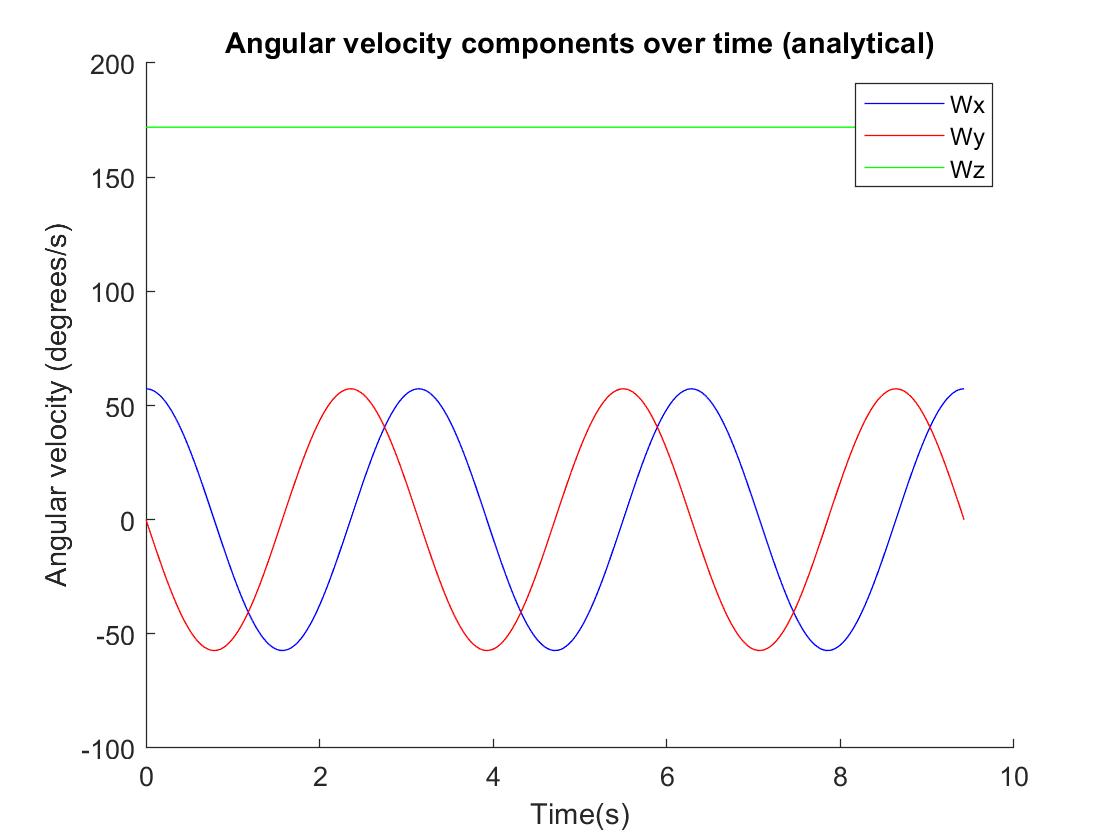 Angular velocity components over time (analytical)
200
150
100
50
0
-50
-100
Angular velocity (degrees/s)
Wx
Wy
Wz
0 2 4 6 8 10
Time(s)